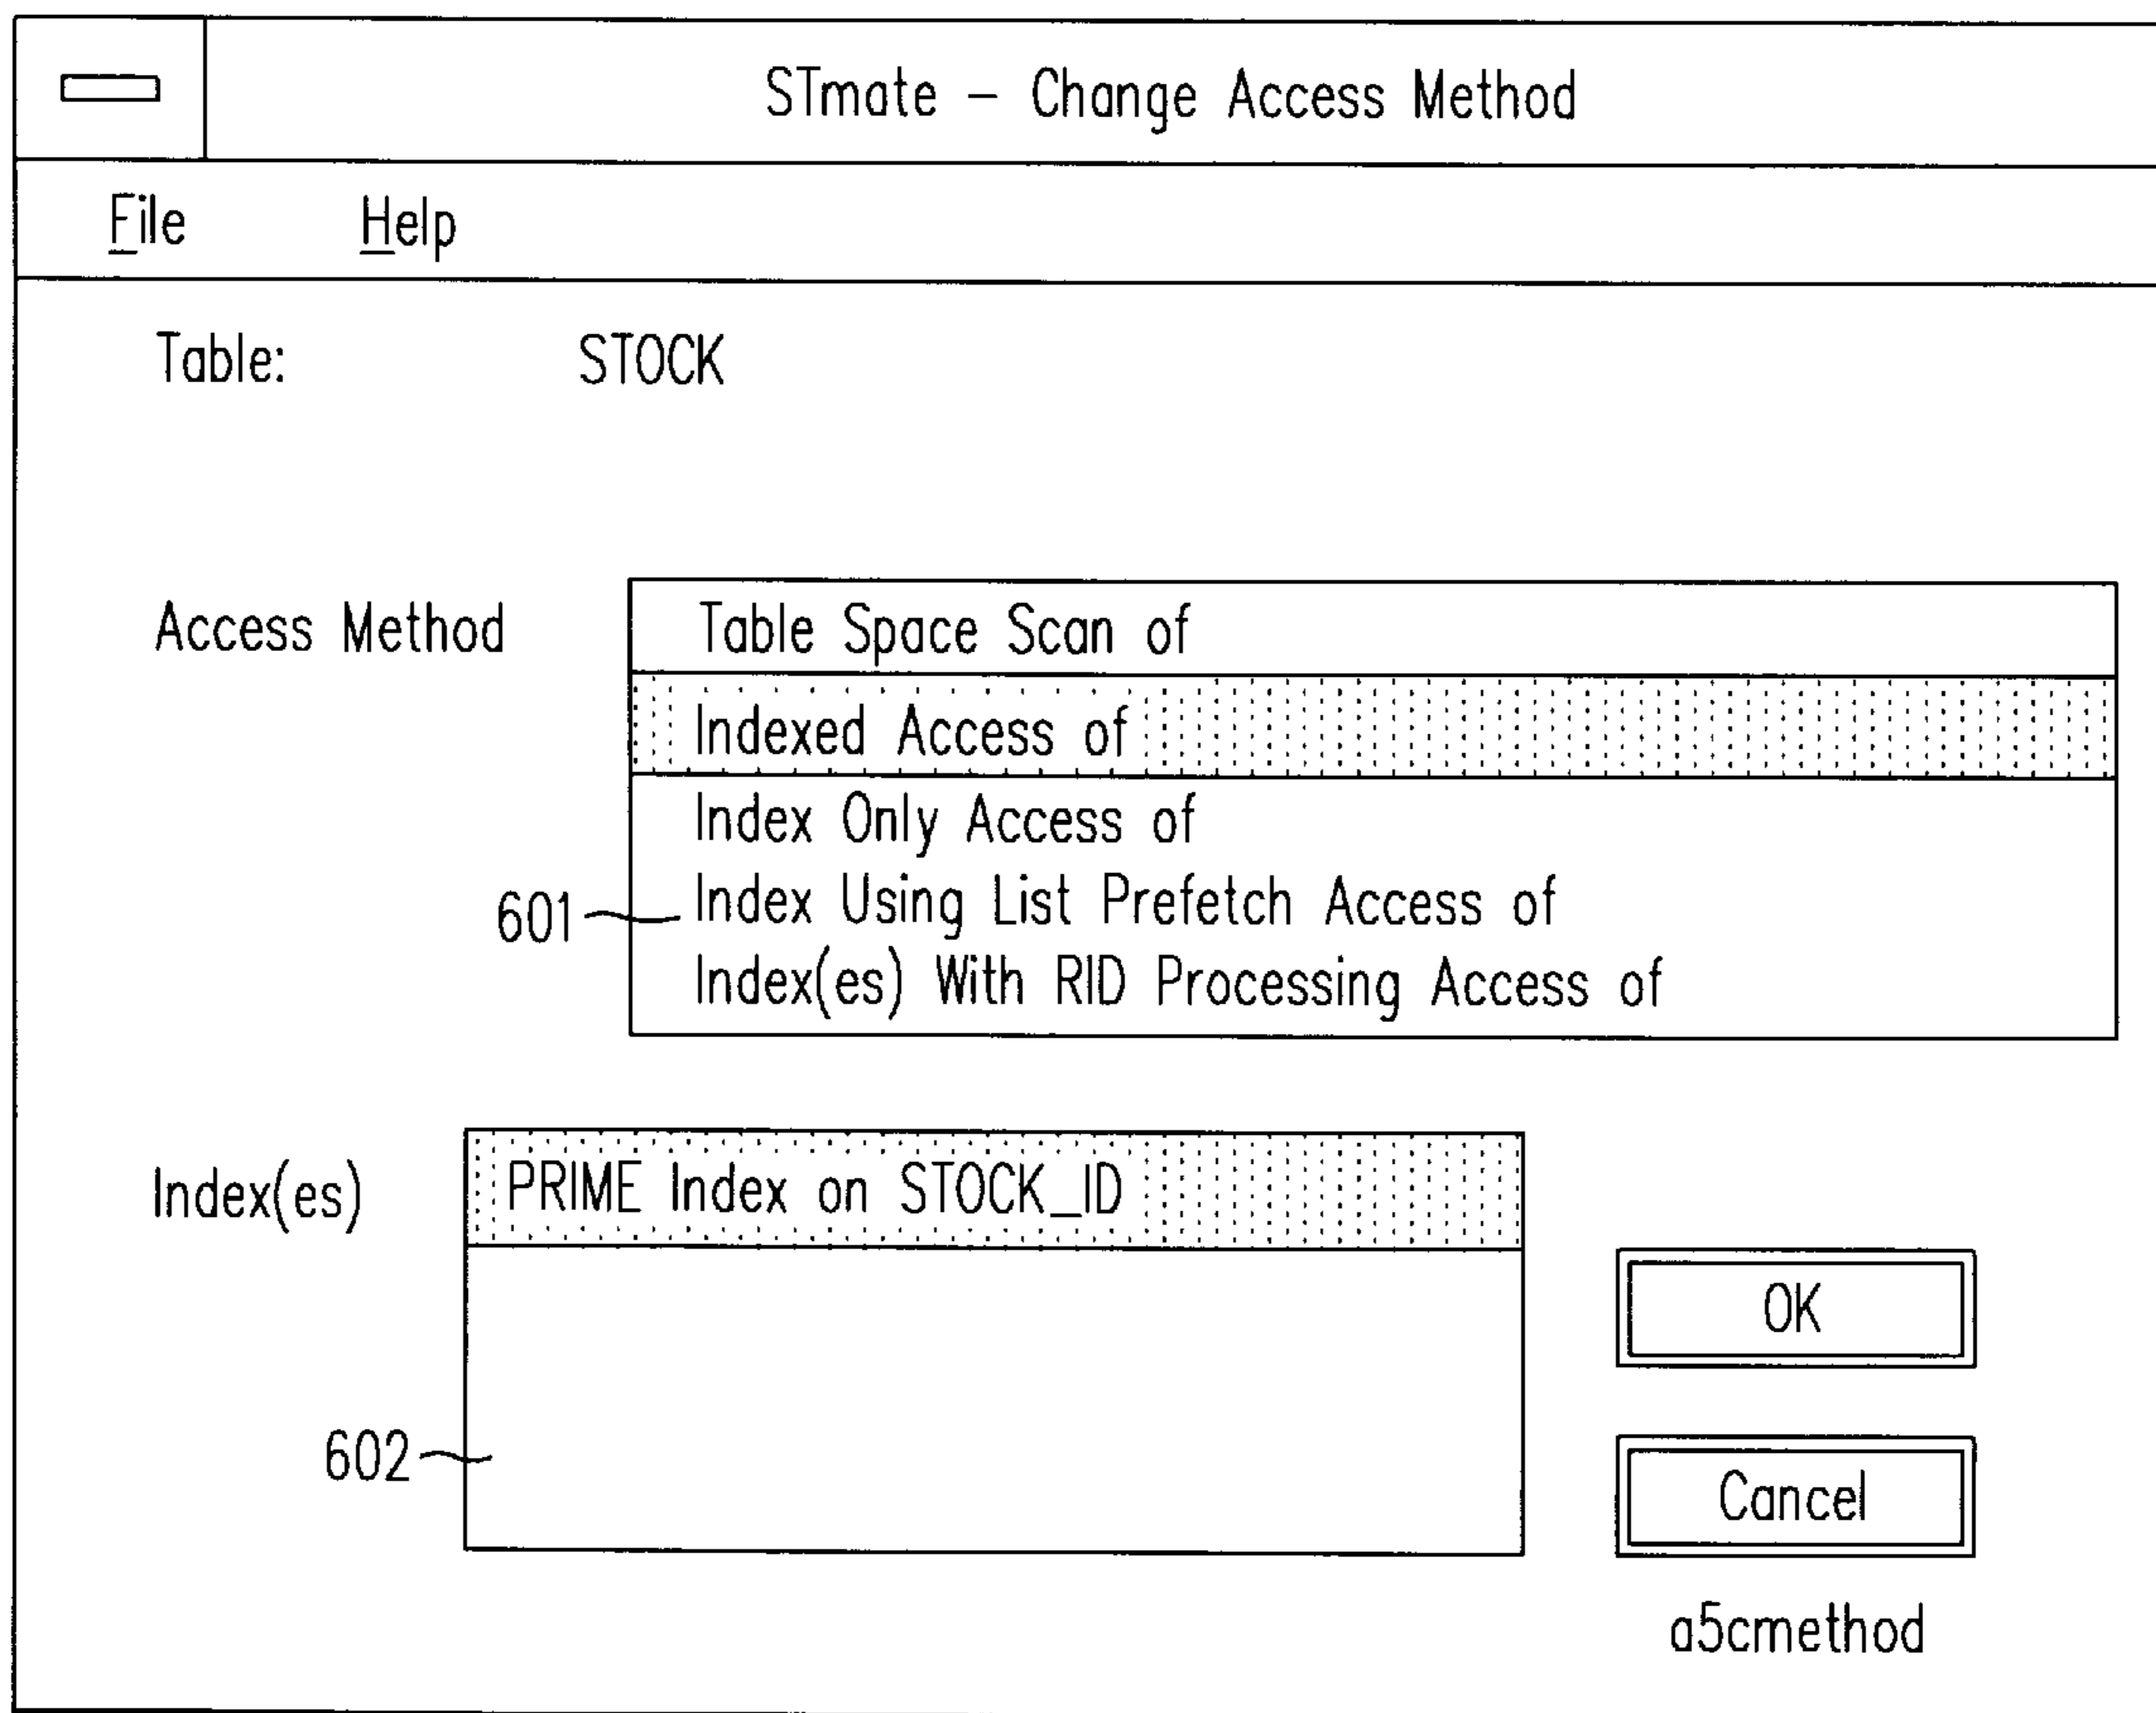 STmate – Change Access Method
File Help
Table: STOCK
Access Method
Table Space Scan of
Indexed Access of
Index Only Access of
601
Index Using List Prefetch Access of
Index(es) With RID Processing Access of
Index(es)
PRIME Index on STOCK_ID
OK
602
Cancel
a5cmethod